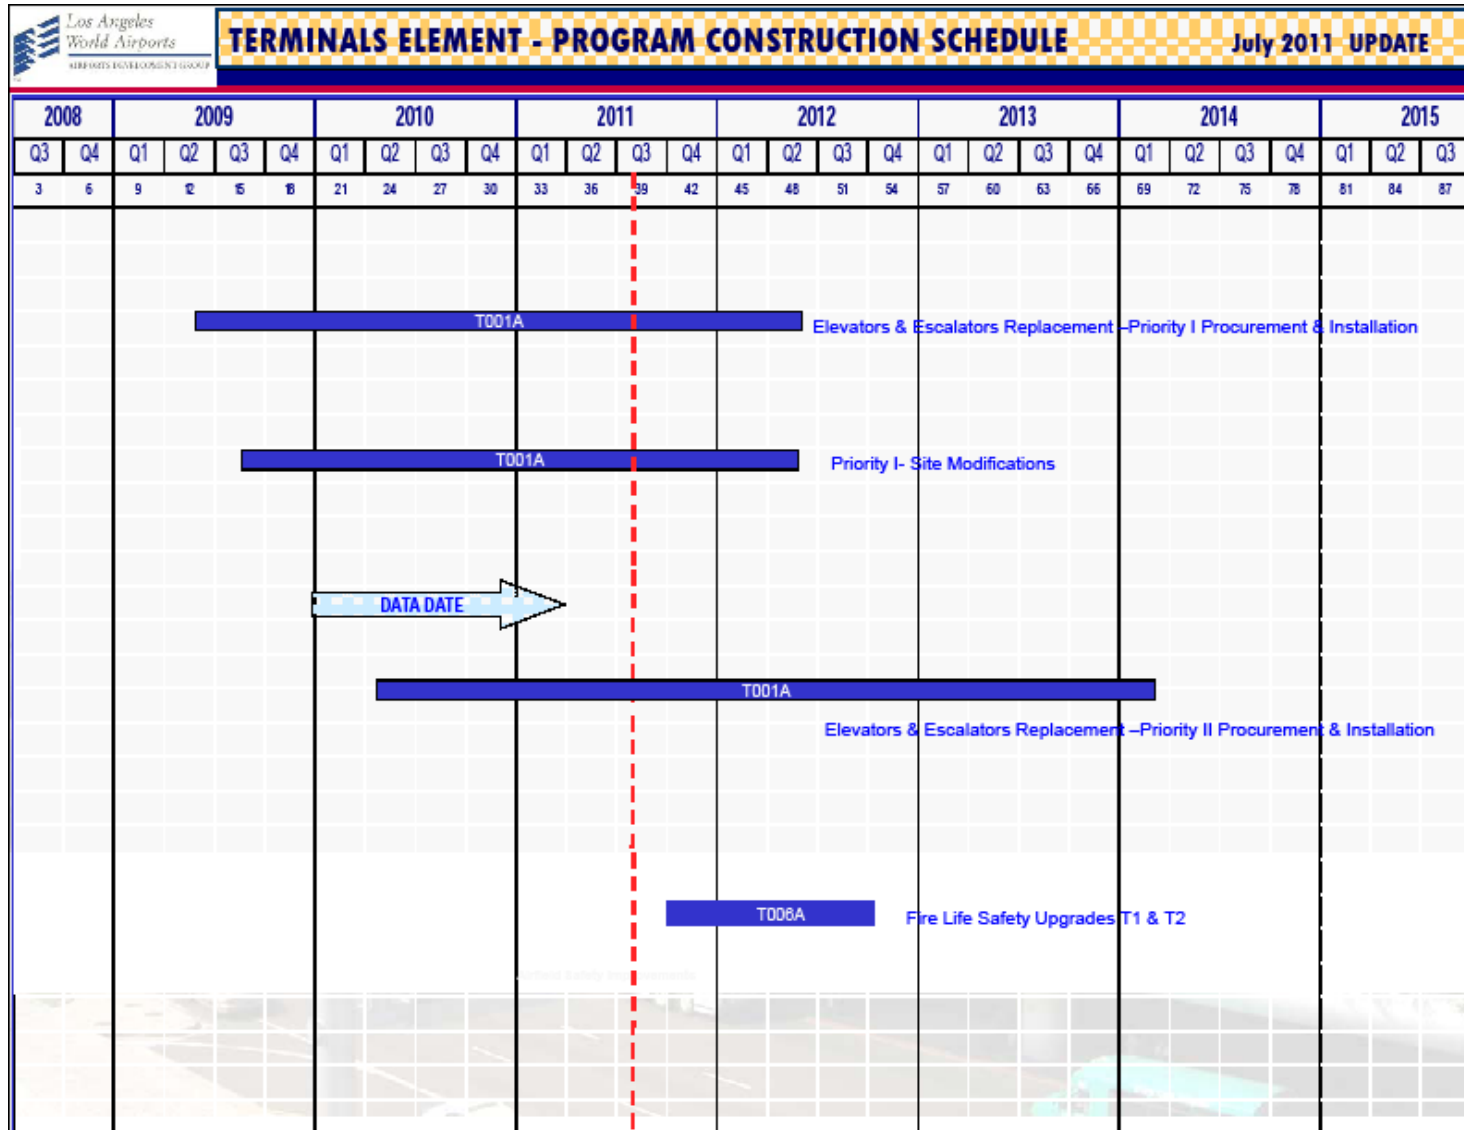 Los Angeles
World Airports
AIRPORTS DEVELOPMENT GROUP
TERMINALS ELEMENT - PROGRAM CONSTRUCTION SCHEDULE July 2011 UPDATE
2008 2009 2010 2011 2012 2013 2014 2015
Q3 Q4 Q1 Q2 Q3 Q4 Q1 Q2 Q3 Q4 Q1 Q2 Q3 Q4 Q1 Q2 Q3 Q4 Q1 Q2 Q3 Q4 Q1 Q2 Q3 Q4 Q1 Q2 Q3
3 6 9 12 15 18 21 24 27 30 33 36 39 42 45 48 51 54 57 60 63 66 69 72 75 78 81 84 87
T001A
Elevators & Escalators Replacement –Priority I Procurement & Installation
T001A
Priority I- Site Modifications
DATA DATE
T001A
Elevators & Escalators Replacement –Priority II Procurement & Installation
T006A
Fire Life Safety Upgrades T1 & T2